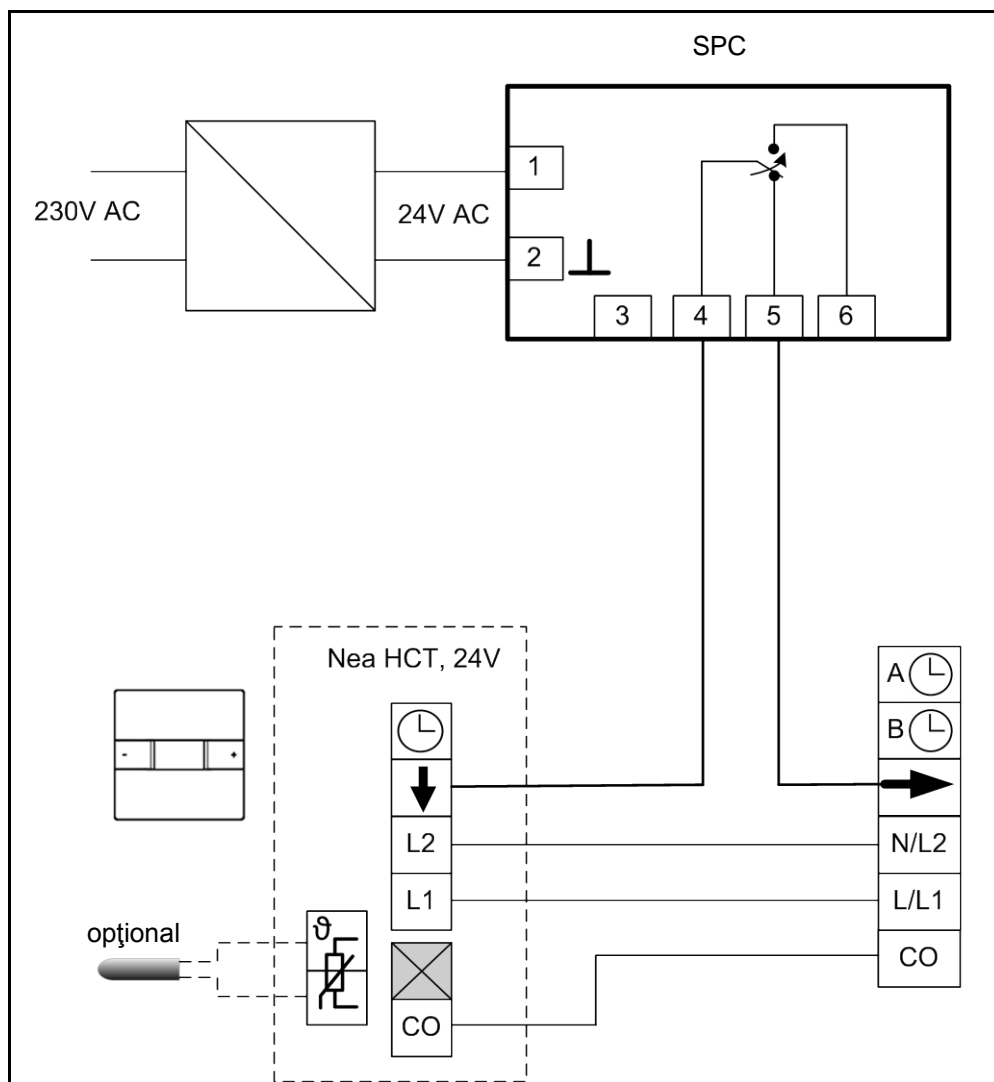 SPC
230V AC
24V AC
1
2
3 4 5 6
Nea HCT, 24V
- +
L2
L1
CO
ϑ
opţional
A
B
N/L2
L/L1
CO